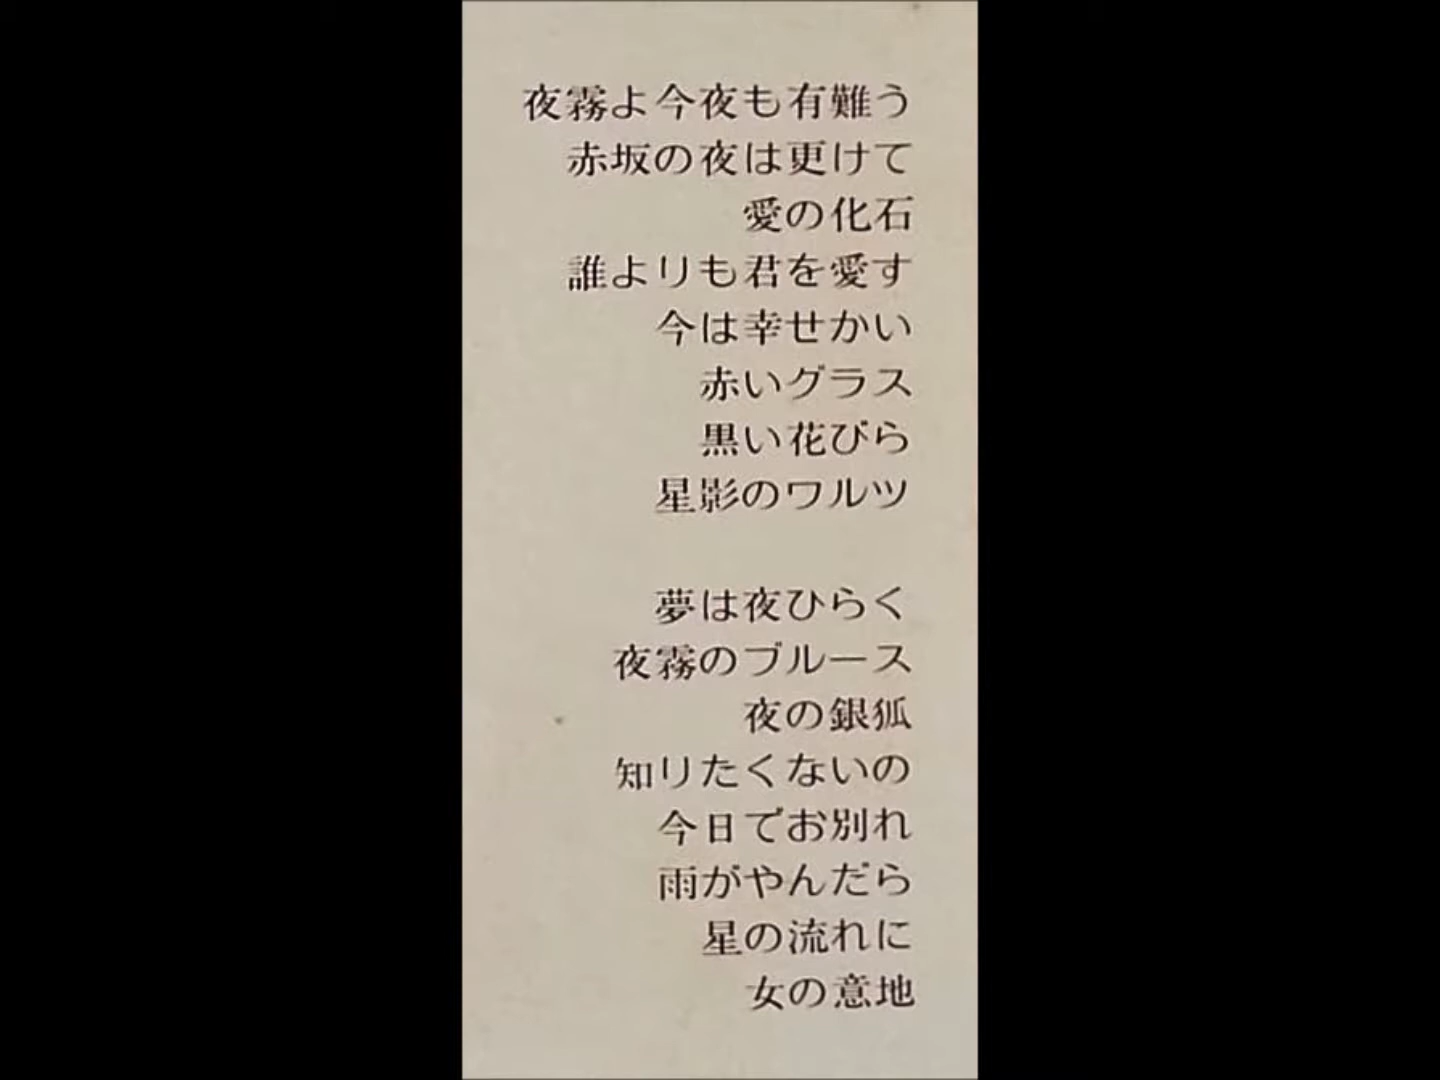 夜霧よ今夜も有難う
赤坂の夜は更けて
愛の化石
誰よりも君を愛す
今は幸せかい
赤いグラス
黒い花びら
星影のワルツ
夢は夜ひらく
夜霧のブルース
夜の銀狐
知りたくないの
今日でお別れ
雨がやんだら
星の流れに
女の意地